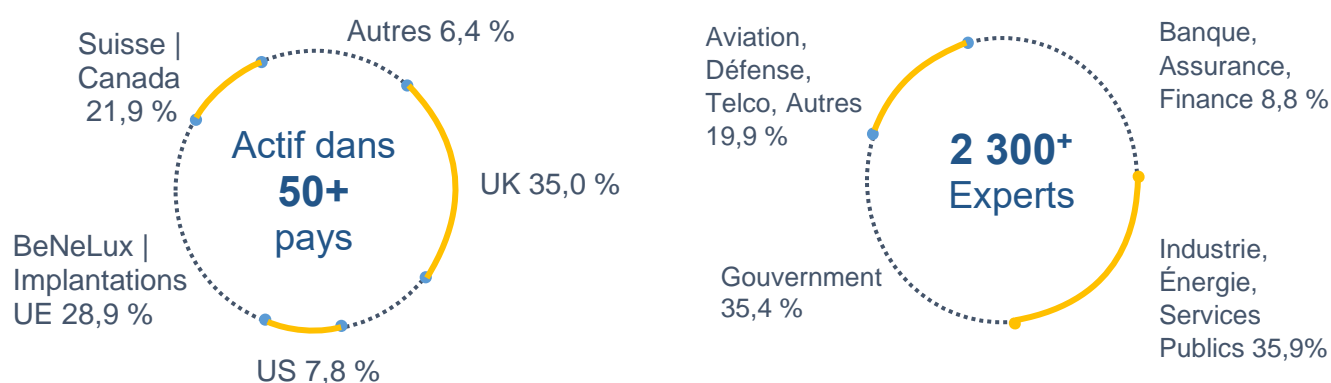 Suisse |
Canada
21,9 %
Autres 6,4 %
Actif dans
50+
pays
UK 35,0 %
BeNeLux |
Implantations
UE 28,9 %
US 7,8 %
Aviation,
Défense,
Telco, Autres
19,9 %
Banque,
Assurance,
Finance 8,8 %
2 300⁺
Experts
Gouvernment
35,4 %
Industrie,
Énergie,
Services
Publics 35,9%